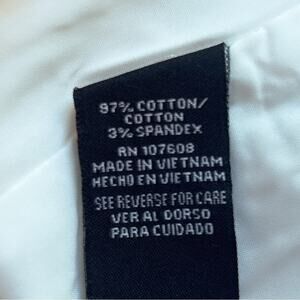 97% COTTON/
COTTON
3% SPANDEX
RN 107608
MADE IN VIETNAM
HECHO EN VIETNAM
SEE REVERSE FOR CARE
VER AL DORSO
PARA CUIDADO